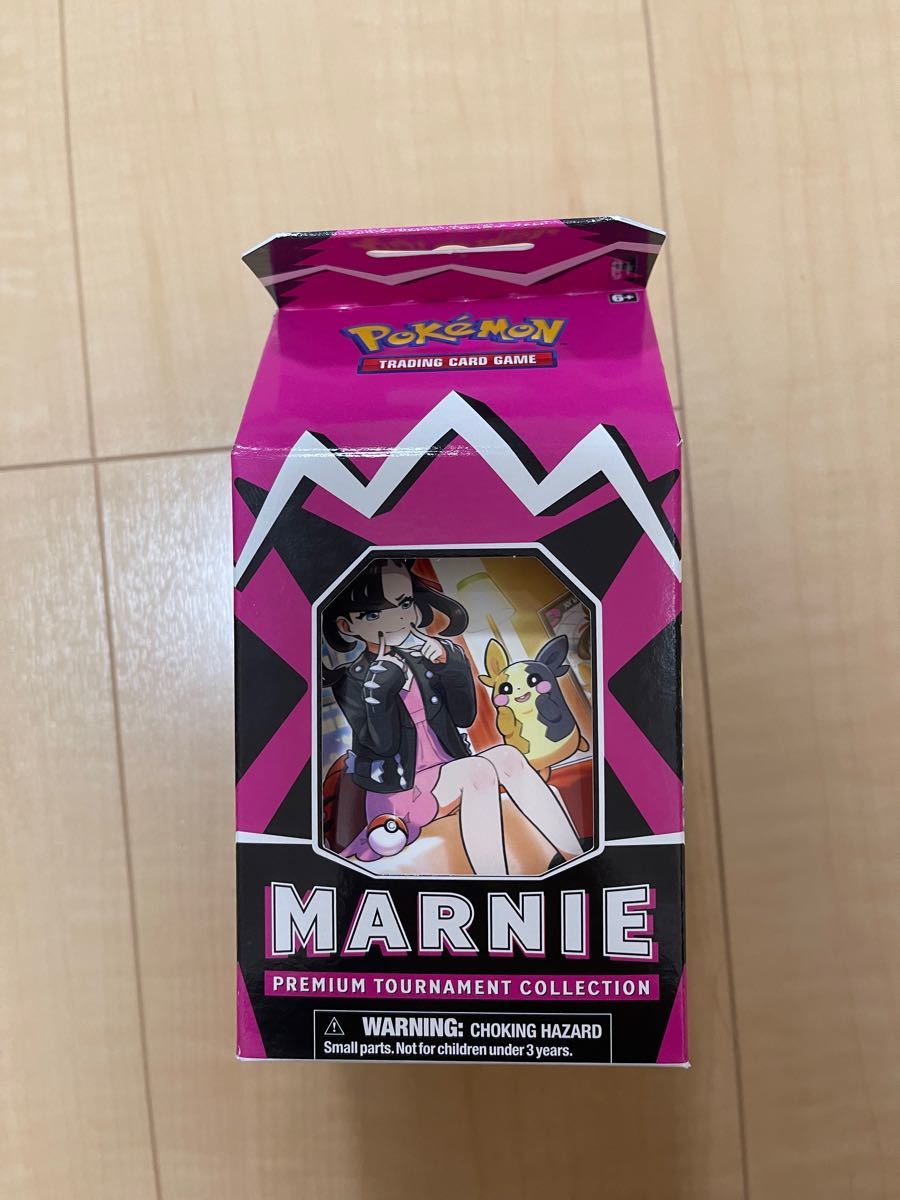 6+
POKéMON
TRADING CARD GAME
MARNIE
PREMIUM TOURNAMENT COLLECTION
⚠ WARNING: CHOKING HAZARD
Small parts. Not for children under 3 years.